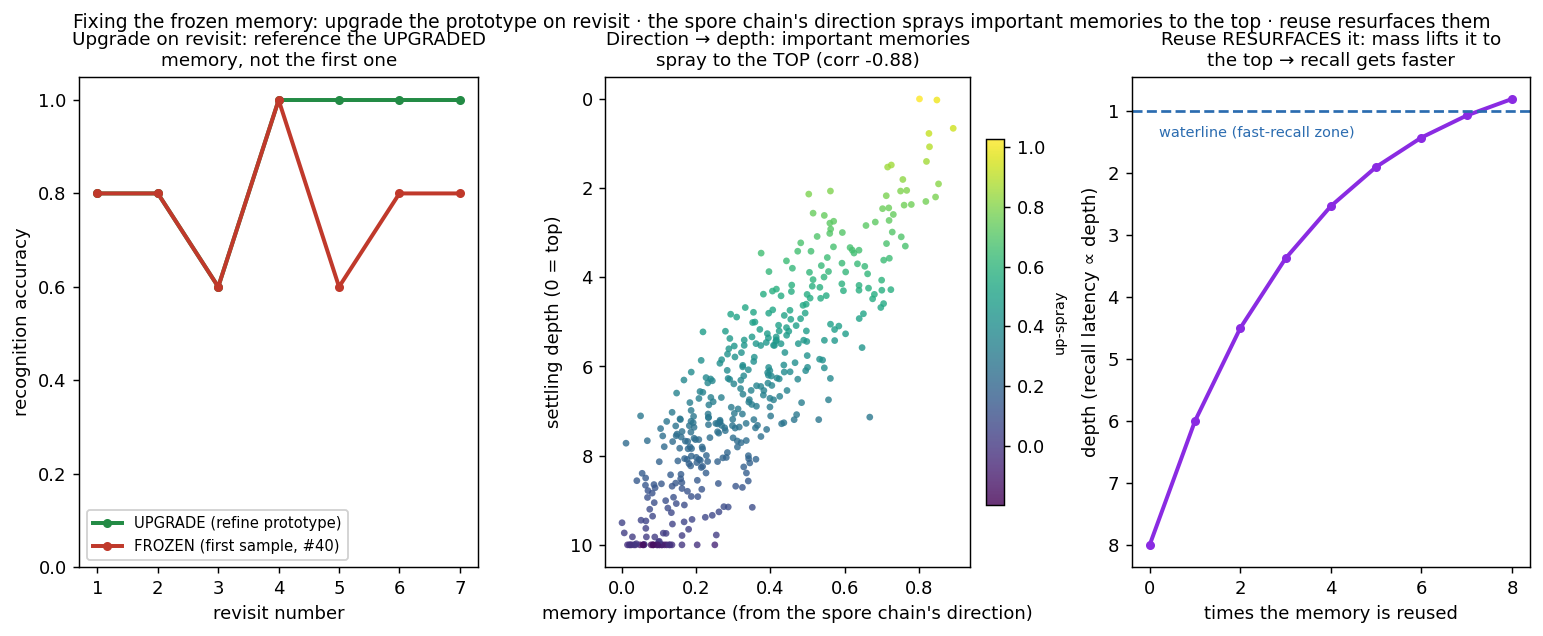 Fixing the frozen memory: upgrade the prototype on revisit · the spore chain's direction sprays important memories to the top · reuse resurfaces them
Upgrade on revisit: reference the UPGRADED
memory, not the first one
recognition accuracy
1.0
0.8
0.6
0.4
0.2
0.0
UPGRADE (refine prototype)
FROZEN (first sample, #40)
1 2 3 4 5 6 7
revisit number
Direction → depth: important memories
spray to the TOP (corr -0.88)
settling depth (0 = top)
0
2
4
6
8
10
0.0 0.2 0.4 0.6 0.8
memory importance (from the spore chain's direction)
1.0
0.8
0.6
0.4
0.2
0.0
up-spray
Reuse RESURFACES it: mass lifts it to
the top → recall gets faster
depth (recall latency ∝ depth)
1
2
3
4
5
6
7
8
waterline (fast-recall zone)
0 2 4 6 8
times the memory is reused